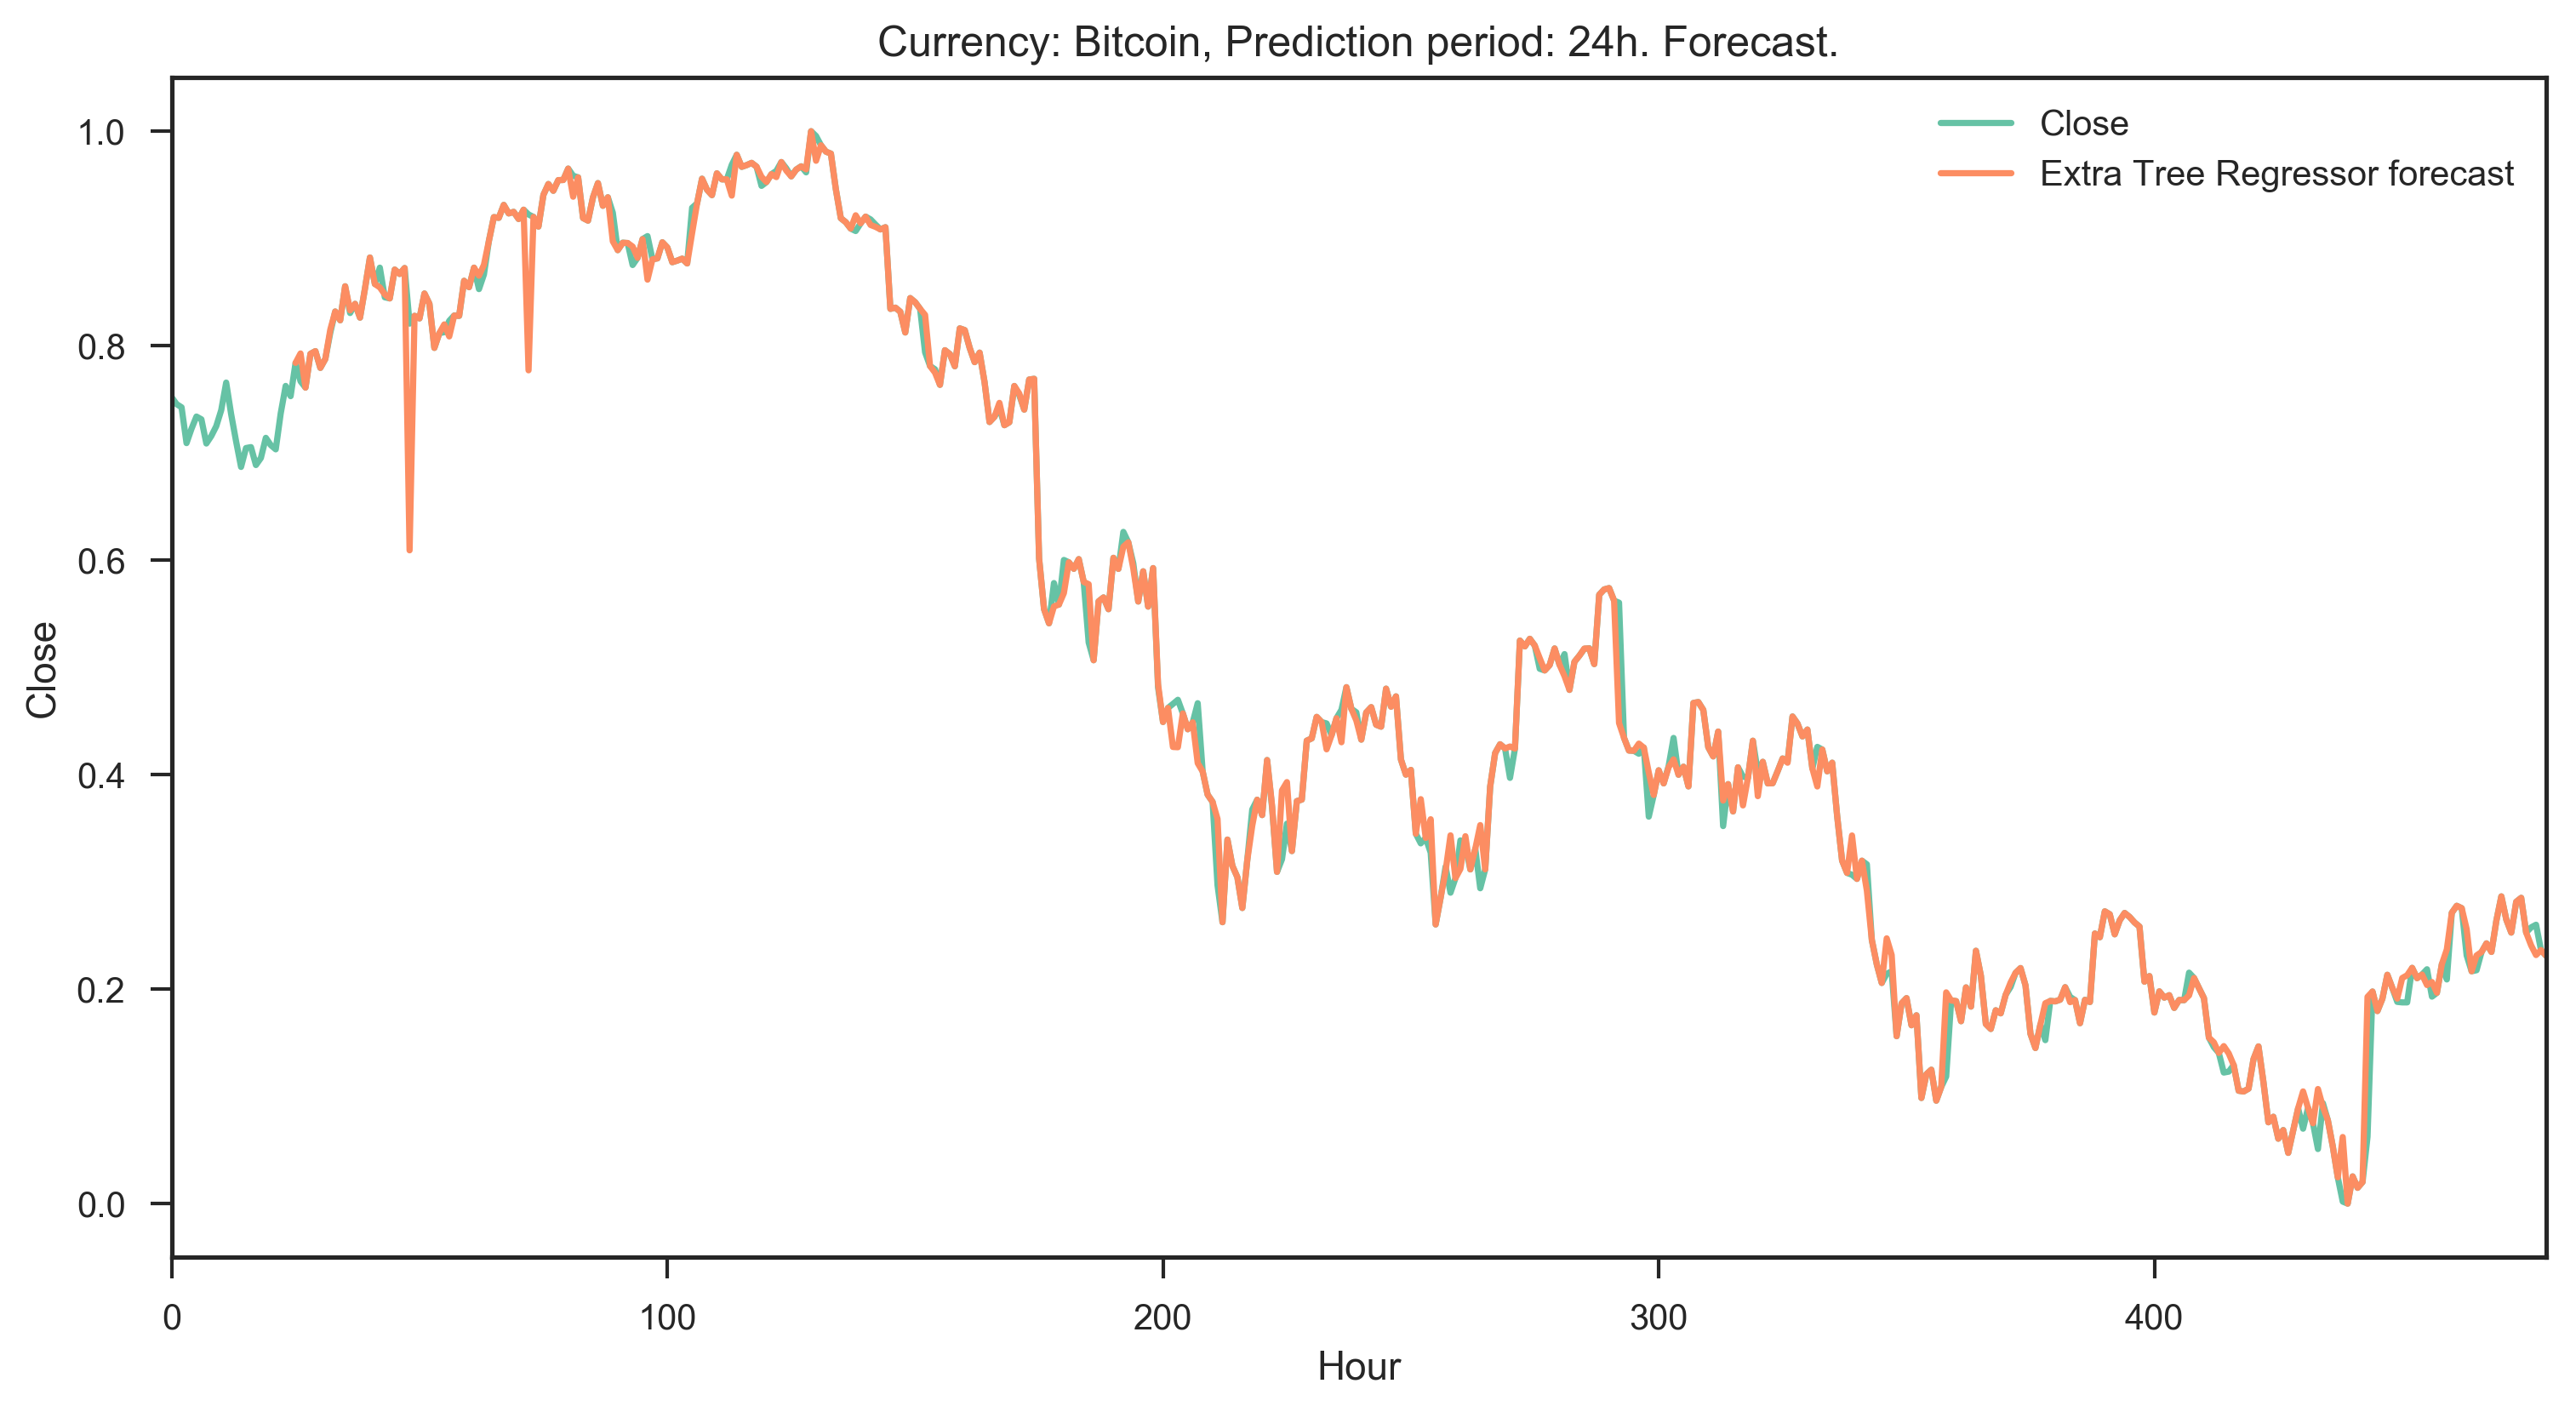 Currency: Bitcoin, Prediction period: 24h. Forecast.
Close
Extra Tree Regressor forecast
1.0
0.8
0.6
0.4
0.2
0.0
Close
0
100
200
300
400
Hour